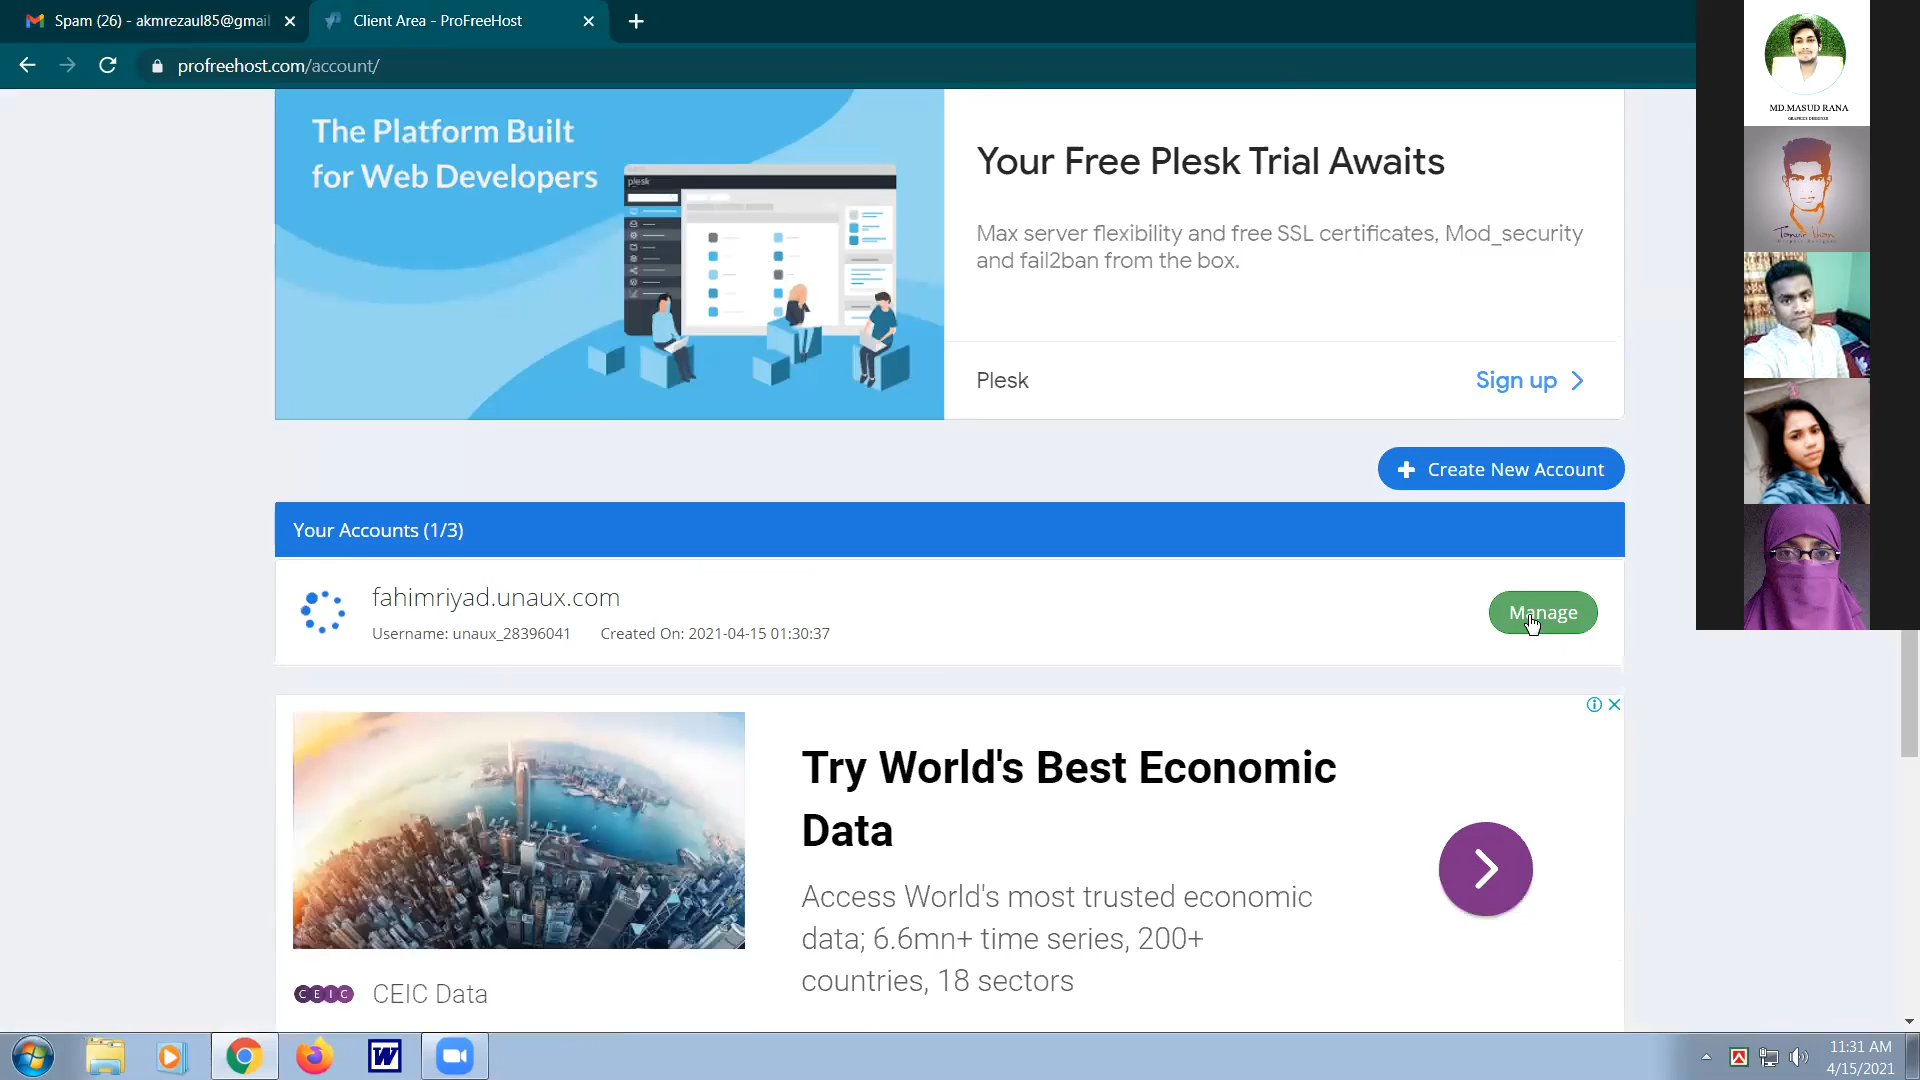 Spam (26) - akmrezaul85@gmail
Client Area - ProFreeHost
profreehost.com/account/
The Platform Built
for Web Developers
plesk
Your Free Plesk Trial Awaits
Max server flexibility and free SSL certificates, Mod_security
and fail2ban from the box.
Plesk
Sign up
Create New Account
Your Accounts (1/3)
fahimriyad.unaux.com
Username: unaux_28396041
Created On: 2021-04-15 01:30:37
Manage
Try World's Best Economic
Data
Access World's most trusted economic
data; 6.6mn+ time series, 200+
countries, 18 sectors
CEIC
CEIC Data
MD.MASUD RANA
GRAPHICS DESIGNER
11:31 AM
4/15/2021